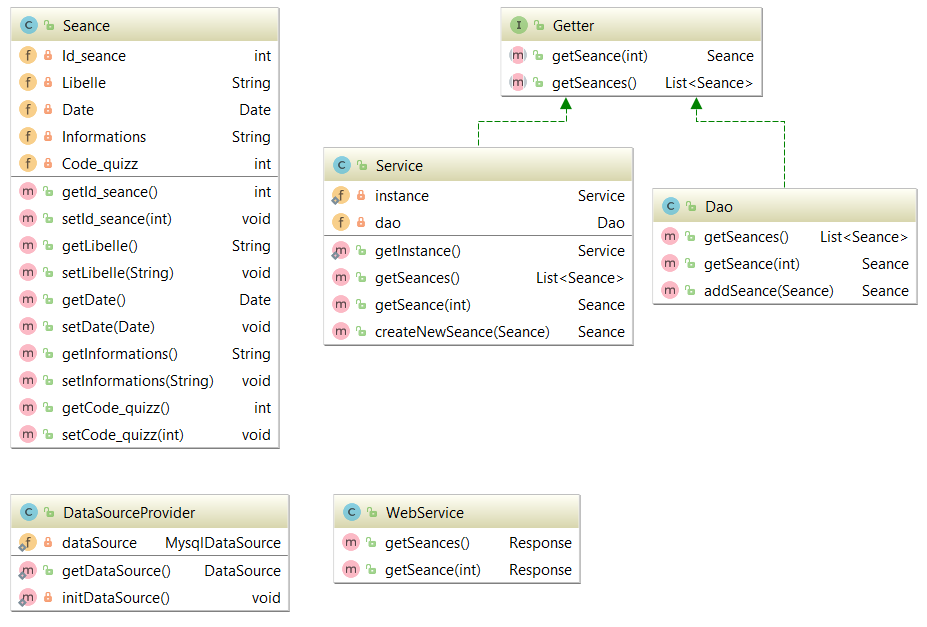 Seance
Id_seance int
Libelle String
Date Date
Informations String
Code_quizz int
getId_seance() int
setId_seance(int) void
getLibelle() String
setLibelle(String) void
getDate() Date
setDate(Date) void
getInformations() String
setInformations(String) void
getCode_quizz() int
setCode_quizz(int) void
Getter
getSeance(int) Seance
getSeances() List<Seance>
Service
instance Service
dao Dao
getInstance() Service
getSeances() List<Seance>
getSeance(int) Seance
createNewSeance(Seance) Seance
Dao
getSeances() List<Seance>
getSeance(int) Seance
addSeance(Seance) Seance
DataSourceProvider
dataSource MysqlDataSource
getDataSource() DataSource
initDataSource() void
WebService
getSeances() Response
getSeance(int) Response